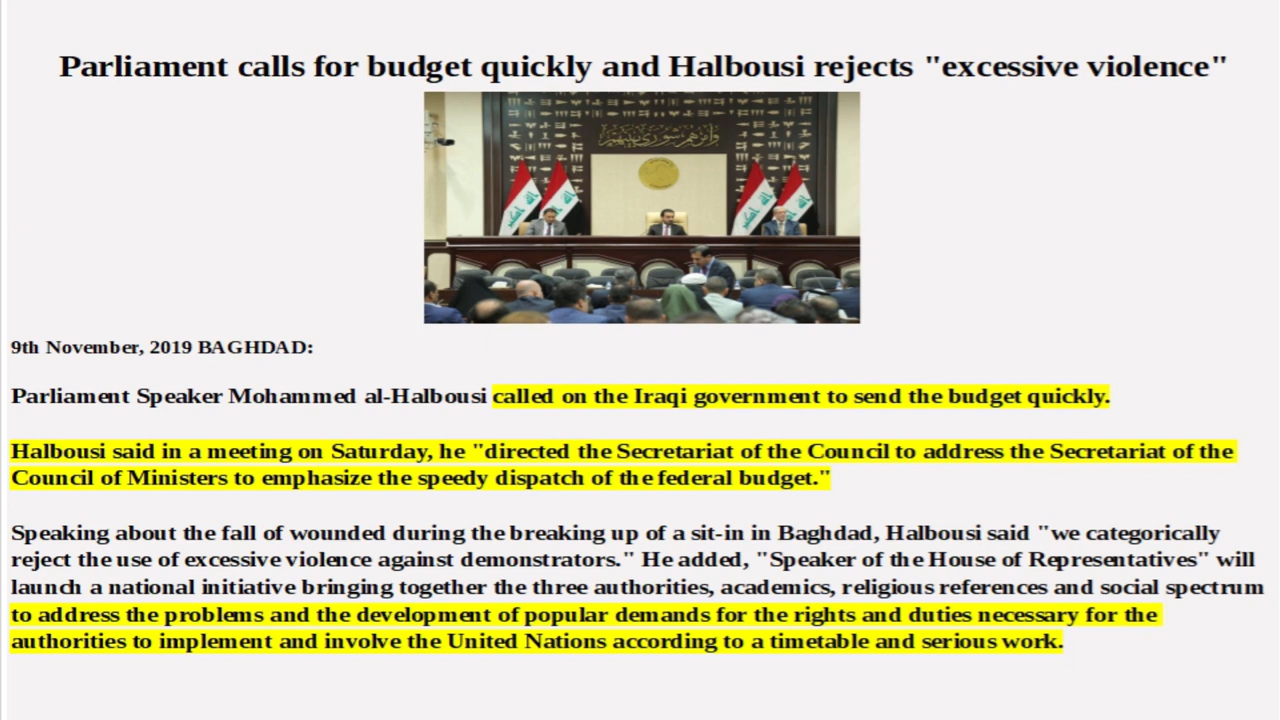 Parliament calls for budget quickly and Halbousi rejects "excessive violence"
وأمرهم شورى بينهم
9th November, 2019 BAGHDAD:
Parliament Speaker Mohammed al-Halbousi called on the Iraqi government to send the budget quickly.
Halbousi said in a meeting on Saturday, he "directed the Secretariat of the Council to address the Secretariat of the
Council of Ministers to emphasize the speedy dispatch of the federal budget."
Speaking about the fall of wounded during the breaking up of a sit-in in Baghdad, Halbousi said "we categorically
reject the use of excessive violence against demonstrators." He added, "Speaker of the House of Representatives" will
launch a national initiative bringing together the three authorities, academics, religious references and social spectrum
to address the problems and the development of popular demands for the rights and duties necessary for the
authorities to implement and involve the United Nations according to a timetable and serious work.